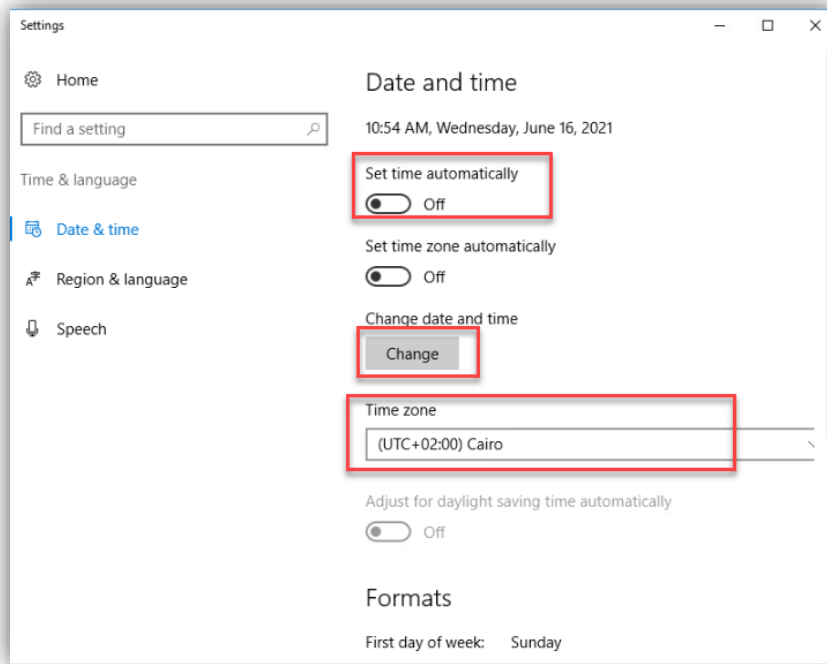 Settings
Home
Find a setting
Time & language
Date & time
Region & language
Speech
Date and time
10:54 AM, Wednesday, June 16, 2021
Set time automatically
Off
Set time zone automatically
Off
Change date and time
Change
Time zone
(UTC+02:00) Cairo
Adjust for daylight saving time automatically
Off
Formats
First day of week: Sunday